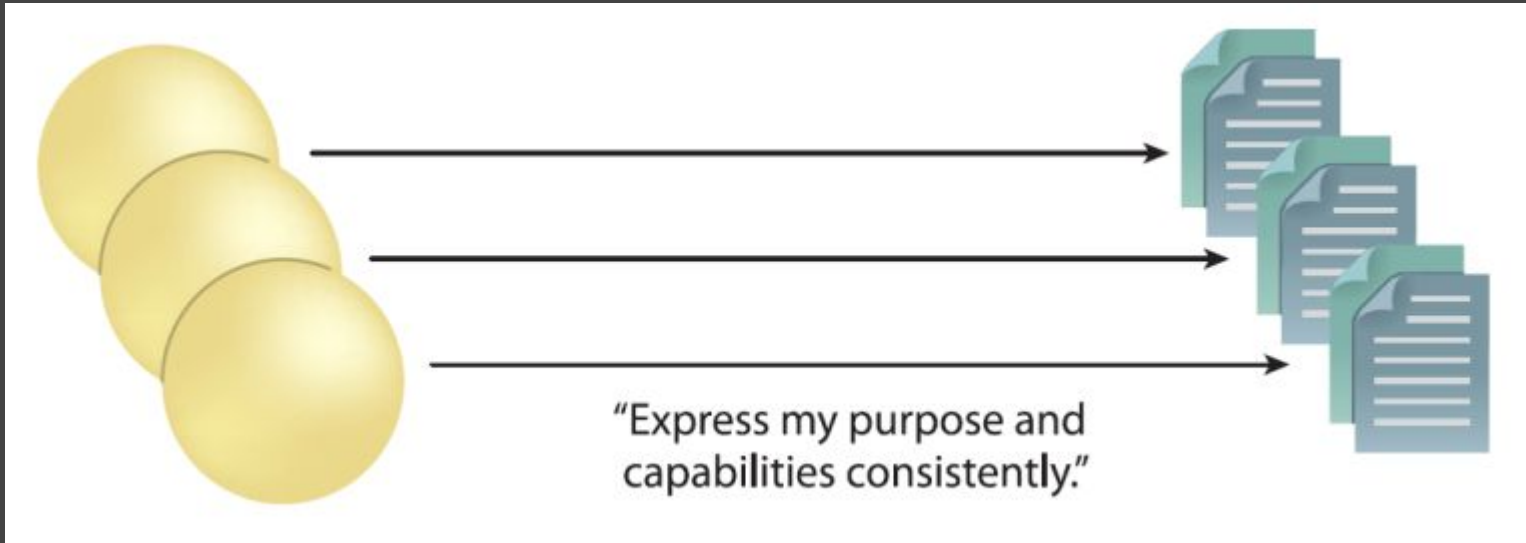 “Express my purpose and
capabilities consistently.”